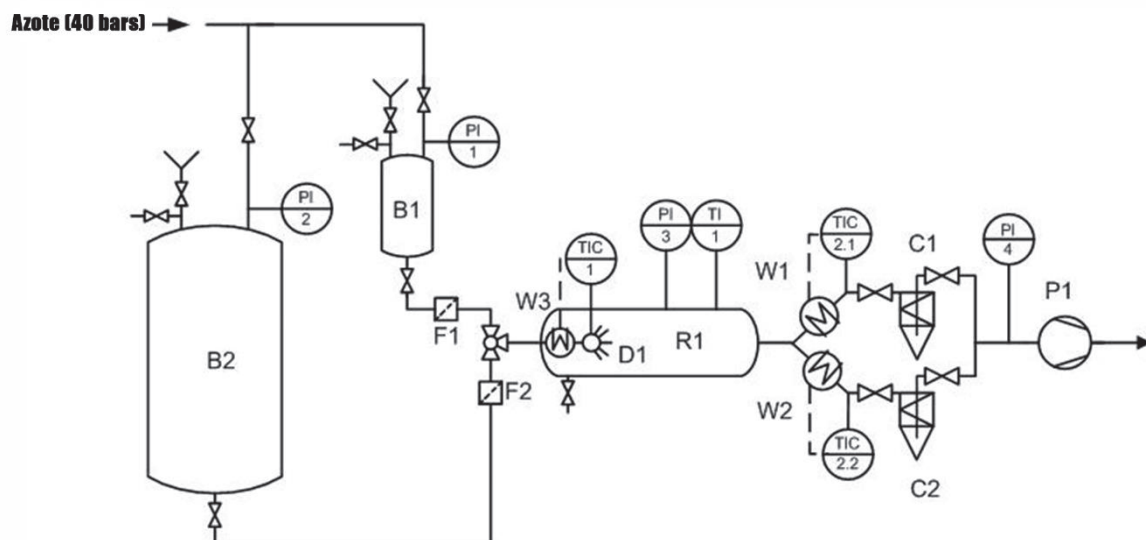 Azote (40 bars)
PI
1
PI
2
B1
B2
F1
F2
W3
TIC
1
D1
PI
3
TI
1
R1
W1
TIC
2.1
W2
TIC
2.2
C1
C2
PI
4
P1